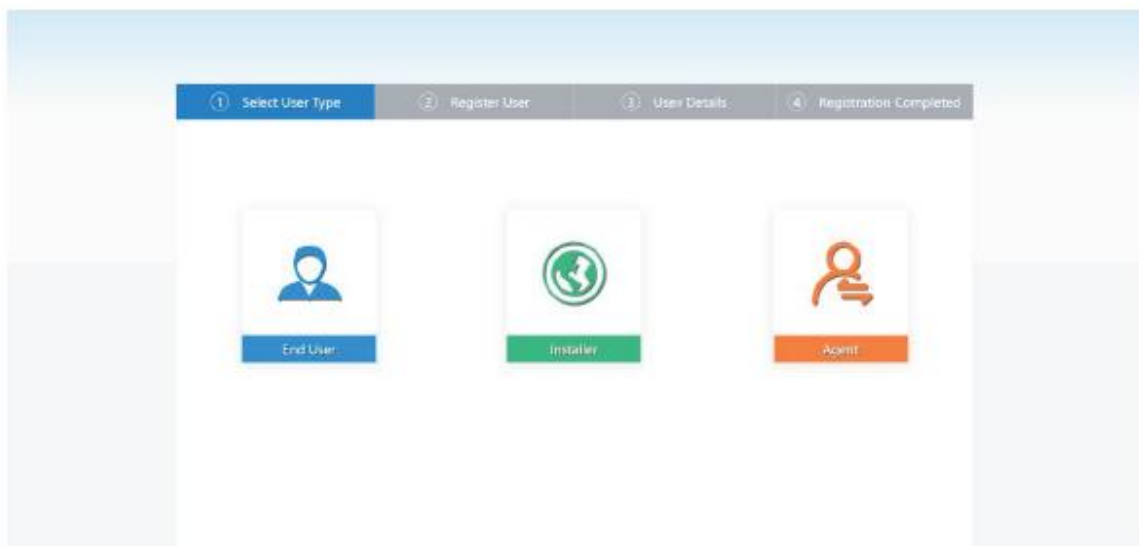 1 Select User Type 2 Register User 3 User Details 4 Registration Completed
End User Installer Agent